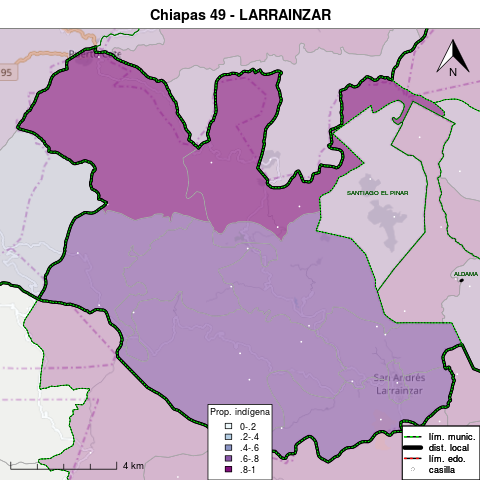 Chiapas 49 - LARRAINZAR
95
N
SANTIAGO EL PINAR
ALDAMA
San Andrés
Larrainzar
Prop. indígena
0-.2
.2-.4
.4-.6
.6-.8
.8-1
4 km
lím. munic.
dist. local
lím. edo.
casilla